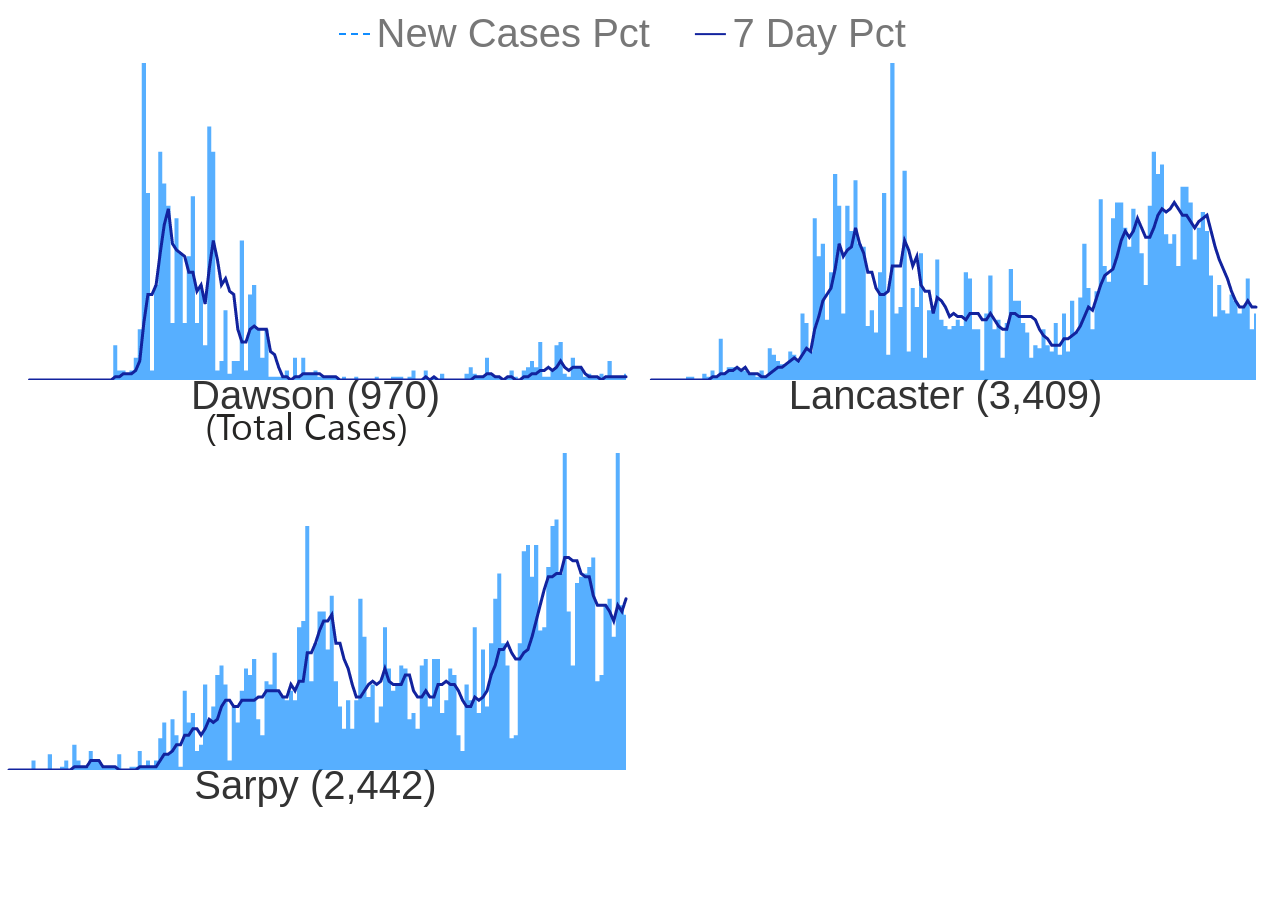 New Cases Pct 7 Day Pct
Dawson (970)
(Total Cases)
Lancaster (3,409)
Sarpy (2,442)